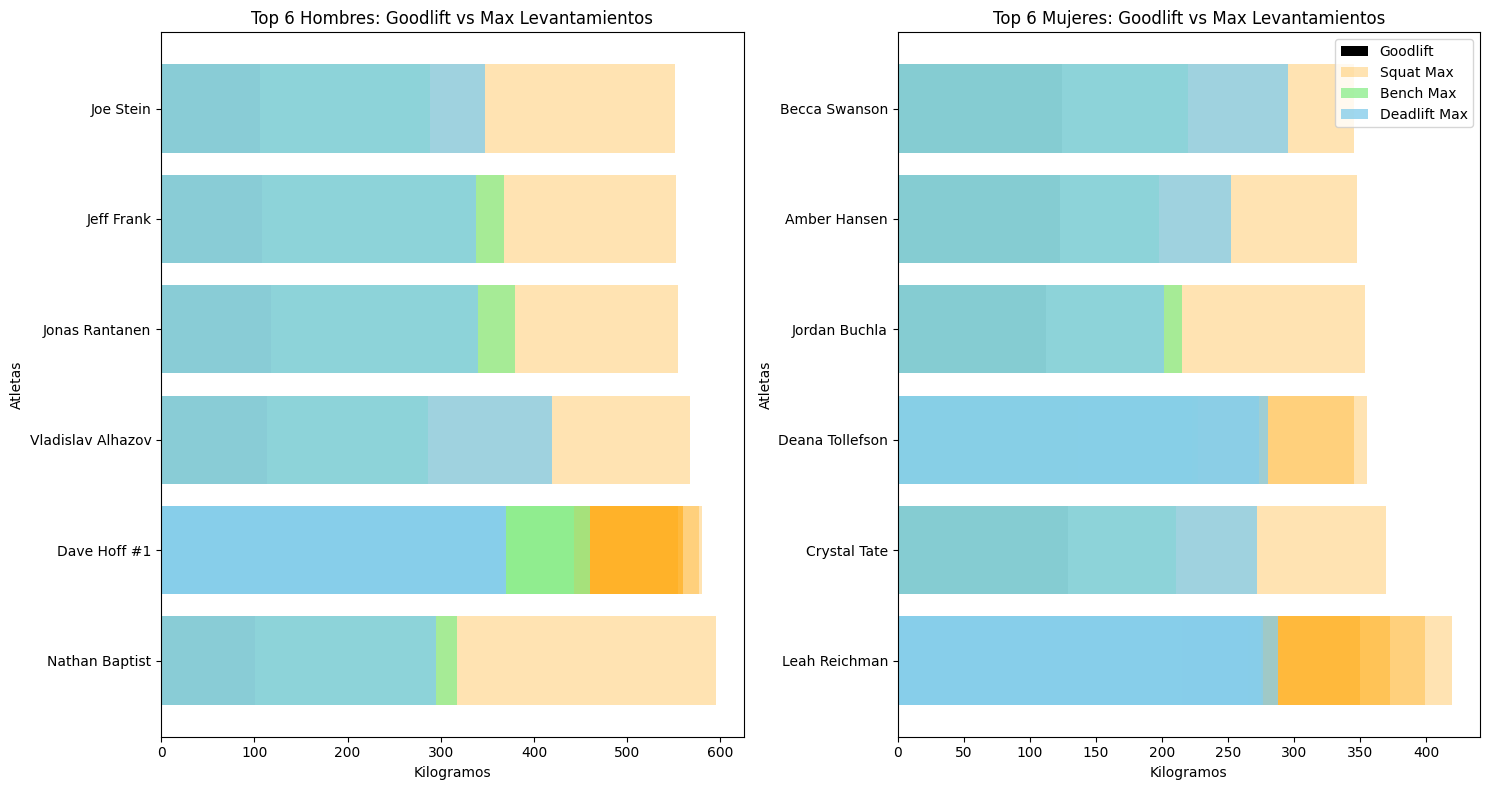 Top 6 Hombres: Goodlift vs Max Levantamientos
Atletas
Joe Stein
Jeff Frank
Jonas Rantanen
Vladislav Alhazov
Dave Hoff #1
Nathan Baptist
0 100 200 300 400 500 600
Kilogramos
Top 6 Mujeres: Goodlift vs Max Levantamientos
Goodlift
Squat Max
Bench Max
Deadlift Max
Atletas
Becca Swanson
Amber Hansen
Jordan Buchla
Deana Tollefson
Crystal Tate
Leah Reichman
0 50 100 150 200 250 300 350 400
Kilogramos